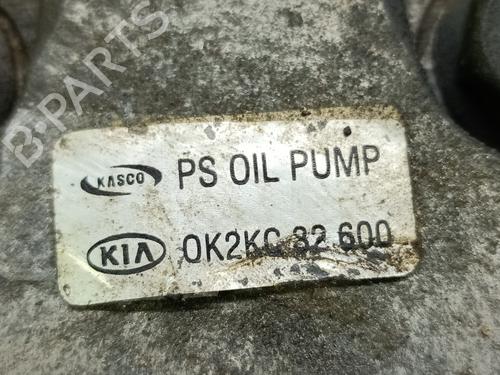 B-PARTS
KASCO PS OIL PUMP
KIA 0K2KC 32 600